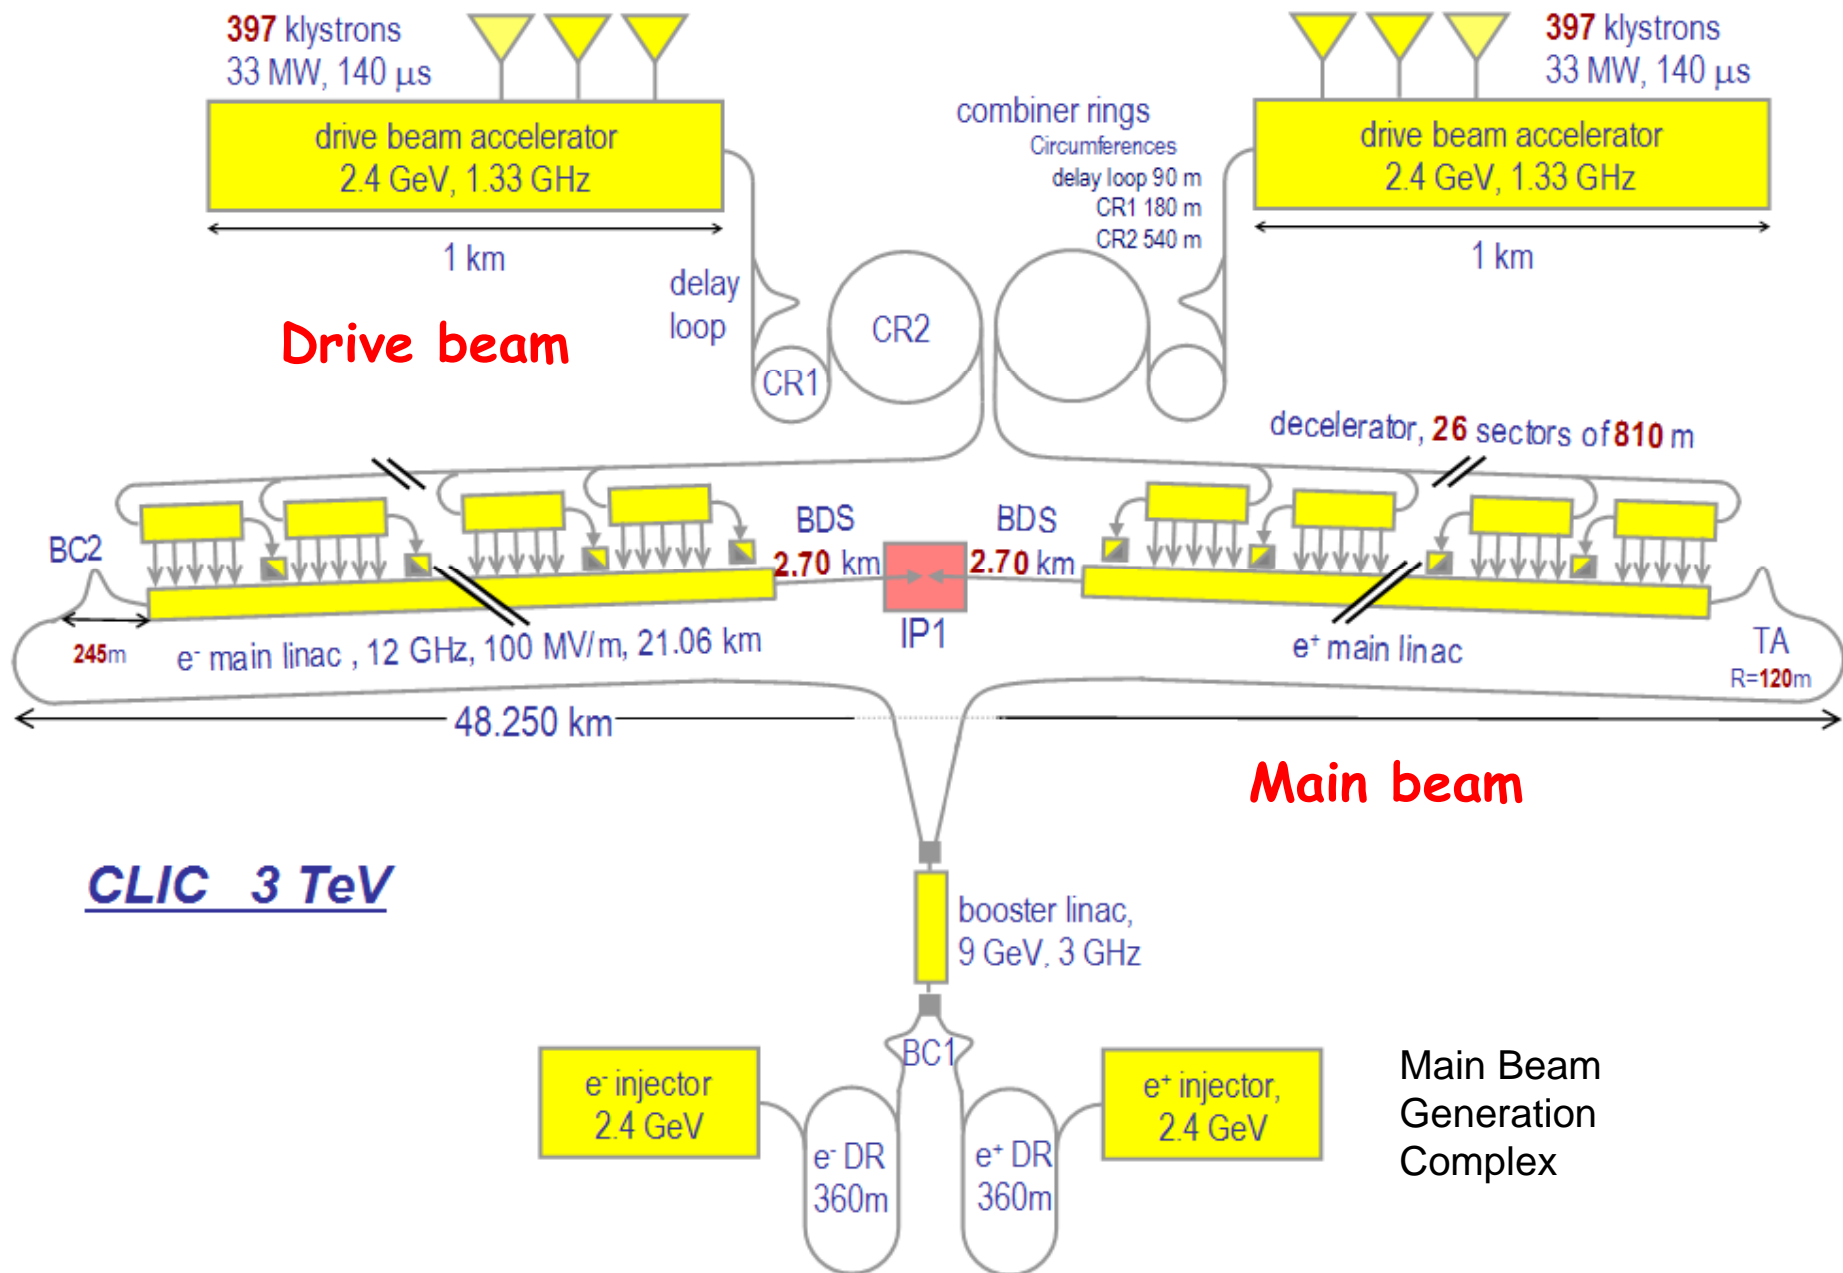 397 klystrons
33 MW, 140 μs
397 klystrons
33 MW, 140 μs
drive beam accelerator
2.4 GeV, 1.33 GHz
combiner rings
Circumferences
delay loop 90 m
CR1 180 m
CR2 540 m
drive beam accelerator
2.4 GeV, 1.33 GHz
1 km
1 km
delay
loop
Drive beam
CR2
CR1
decelerator, 26 sectors of 810 m
BC2
BDS
2.70 km
BDS
2.70 km
IP1
245m
e- main linac , 12 GHz, 100 MV/m, 21.06 km
e+ main linac
TA
R=120m
48.250 km
Main beam
CLIC 3 TeV
booster linac,
9 GeV, 3 GHz
BC1
e- injector
2.4 GeV
e+ injector,
2.4 GeV
e- DR
360m
e+ DR
360m
Main Beam
Generation
Complex